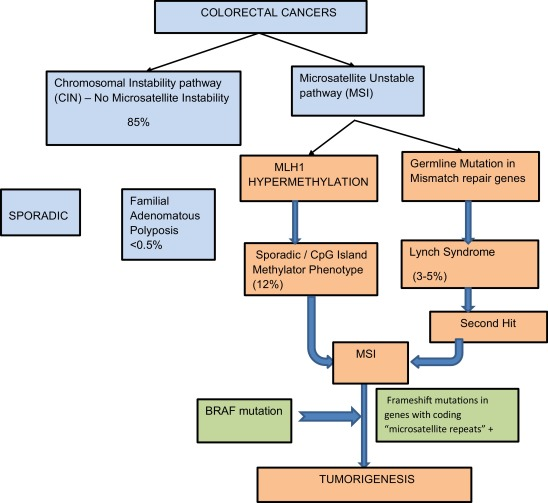 COLORECTAL CANCERS
Chromosomal Instability pathway
(CIN) – No Microsatellite Instability
85%
Microsatellite Unstable
pathway (MSI)
MLH1
HYPERMETHYLATION
Germline Mutation in
Mismatch repair genes
SPORADIC
Familial
Adenomatous
Polyposis
<0.5%
Sporadic / CpG Island
Methylator Phenotype
(12%)
Lynch Syndrome
(3-5%)
Second Hit
MSI
BRAF mutation
Frameshift mutations in
genes with coding
“microsatellite repeats” +
TUMORIGENESIS